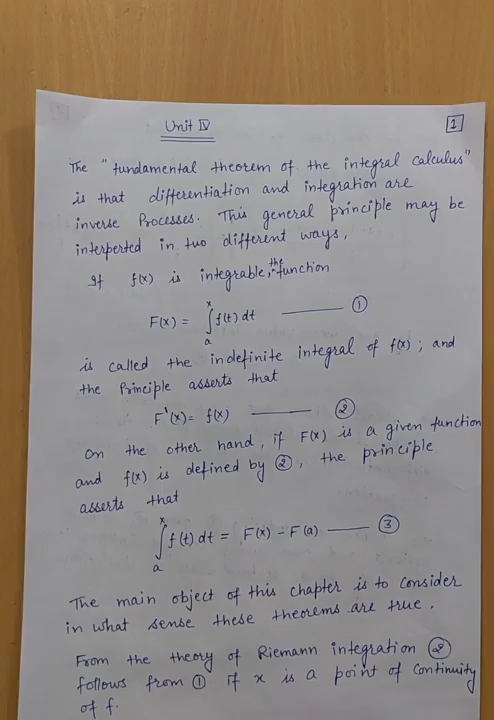 Unit IV
1
The "fundamental theorem of the integral calculus"
is that differentiation and integration are
inverse Processes. This general principle may be
interperted in two different ways,
If f(x) is integrable, the function
F(x) = ∫ₐˣ f(t) dt ——— ①
is called the indefinite integral of f(x) ; and
the Principle asserts that
F'(x) = f(x) ——— ②
On the other hand, if F(x) is a given function
and f(x) is defined by ②, the principle
asserts that
∫ₐˣ f(t) dt = F(x) - F(a) ——— ③
The main object of this chapter is to consider
in what sense these theorems are true.
From the theory of Riemann integration ②
follows from ① if x is a point of continuity
of f.